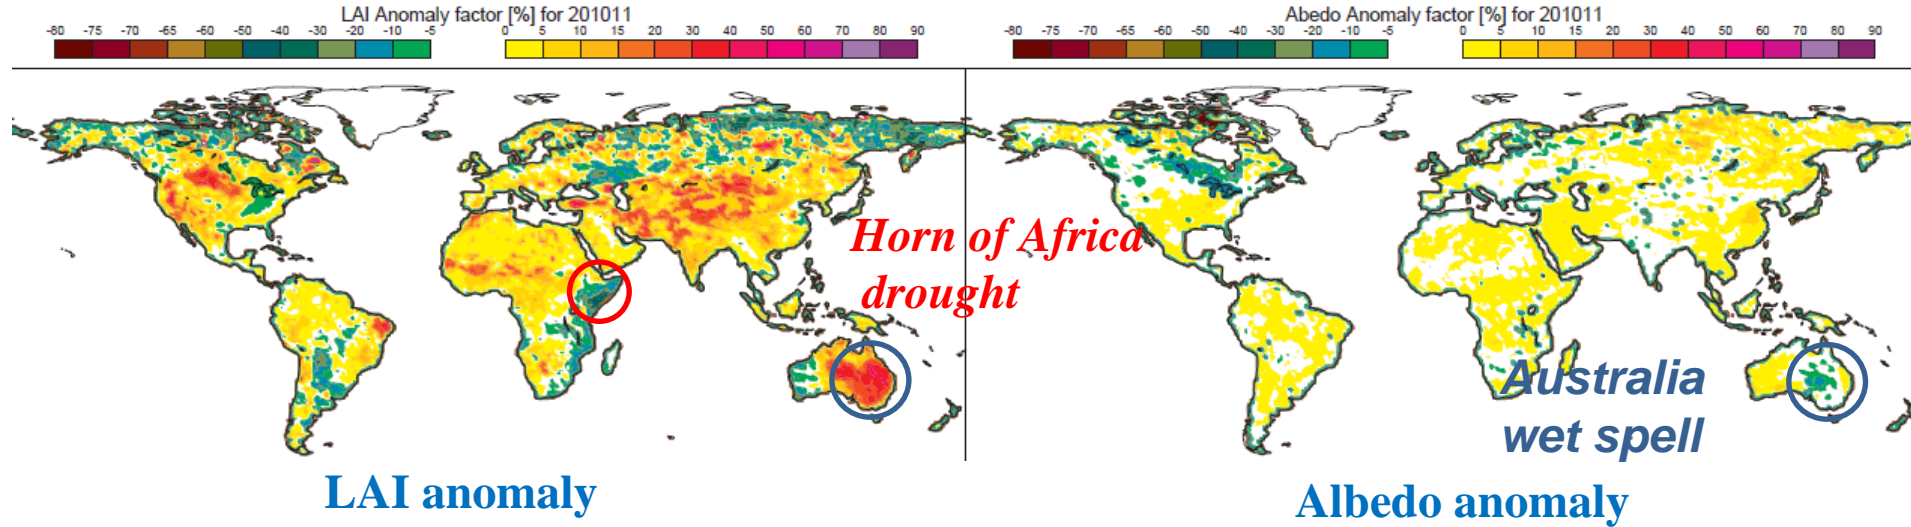 LAI Anomaly factor [%] for 201011
-80 -75 -70 -65 -60 -50 -40 -30 -20 -10 -5 0 5 10 15 20 30 40 50 60 70 80 90
Abedo Anomaly factor [%] for 201011
-80 -75 -70 -65 -60 -50 -40 -30 -20 -10 -5 0 5 10 15 20 30 40 50 60 70 80 90
Horn of Africa
drought
Australia
wet spell
LAI anomaly
Albedo anomaly